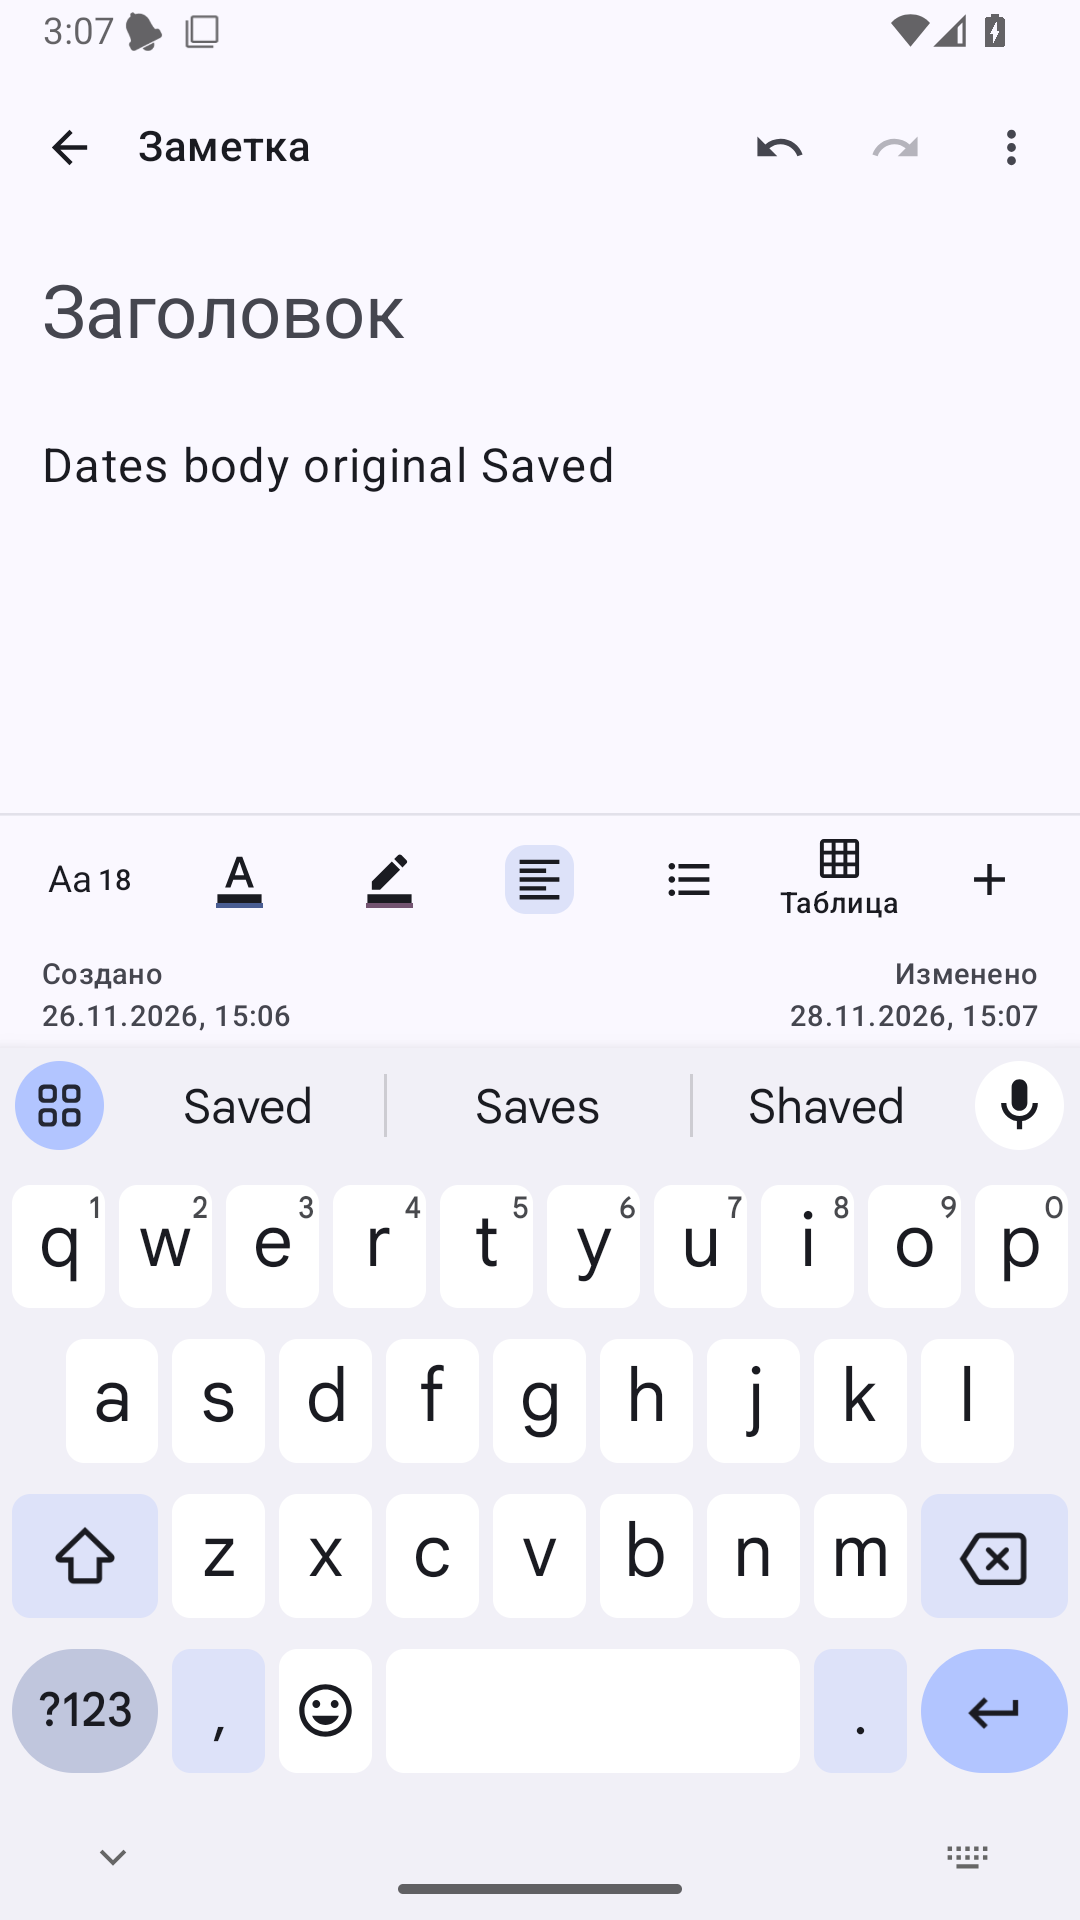 3:07
Заметка
Заголовок
Dates body original Saved
Aa 18
A
Таблица
Создано
Изменено
26.11.2026, 15:06
28.11.2026, 15:07
Saved
Saves
Shaved
q 1 w 2 e 3 r 4 t 5 y 6 u 7 i 8 o 9 p 0
a s d f g h j k l
z x c v b n m
?123 , .